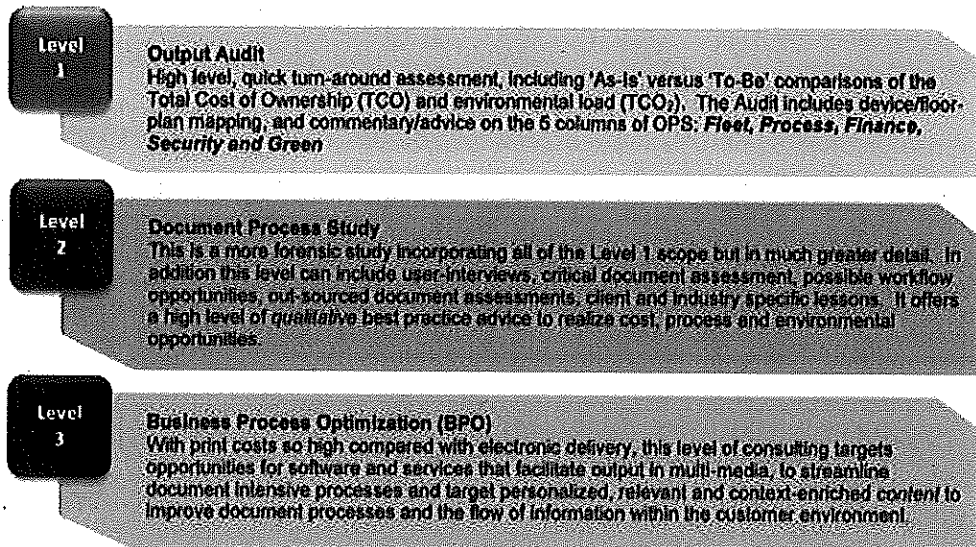 Level
1
Output Audit
High level, quick turn-around assessment, including 'As-Is' versus 'To-Be' comparisons of the
Total Cost of Ownership (TCO) and environmental load (TCO₂). The Audit includes device/floor-
plan mapping, and commentary/advice on the 5 columns of OPS: Fleet, Process, Finance,
Security and Green
Level
2
Document Process Study
This is a more forensic study incorporating all of the Level 1 scope but in much greater detail. In
addition this level can include user-interviews, critical document assessment, possible workflow
opportunities, out-sourced document assessments, client and industry specific lessons. It offers
a high level of qualitative best practice advice to realize cost, process and environmental
opportunities.
Level
3
Business Process Optimization (BPO)
With print costs so high compared with electronic delivery, this level of consulting targets
opportunities for software and services that facilitate output in multi-media, to streamline
document intensive processes and target personalized, relevant and context-enriched content to
improve document processes and the flow of information within the customer environment.